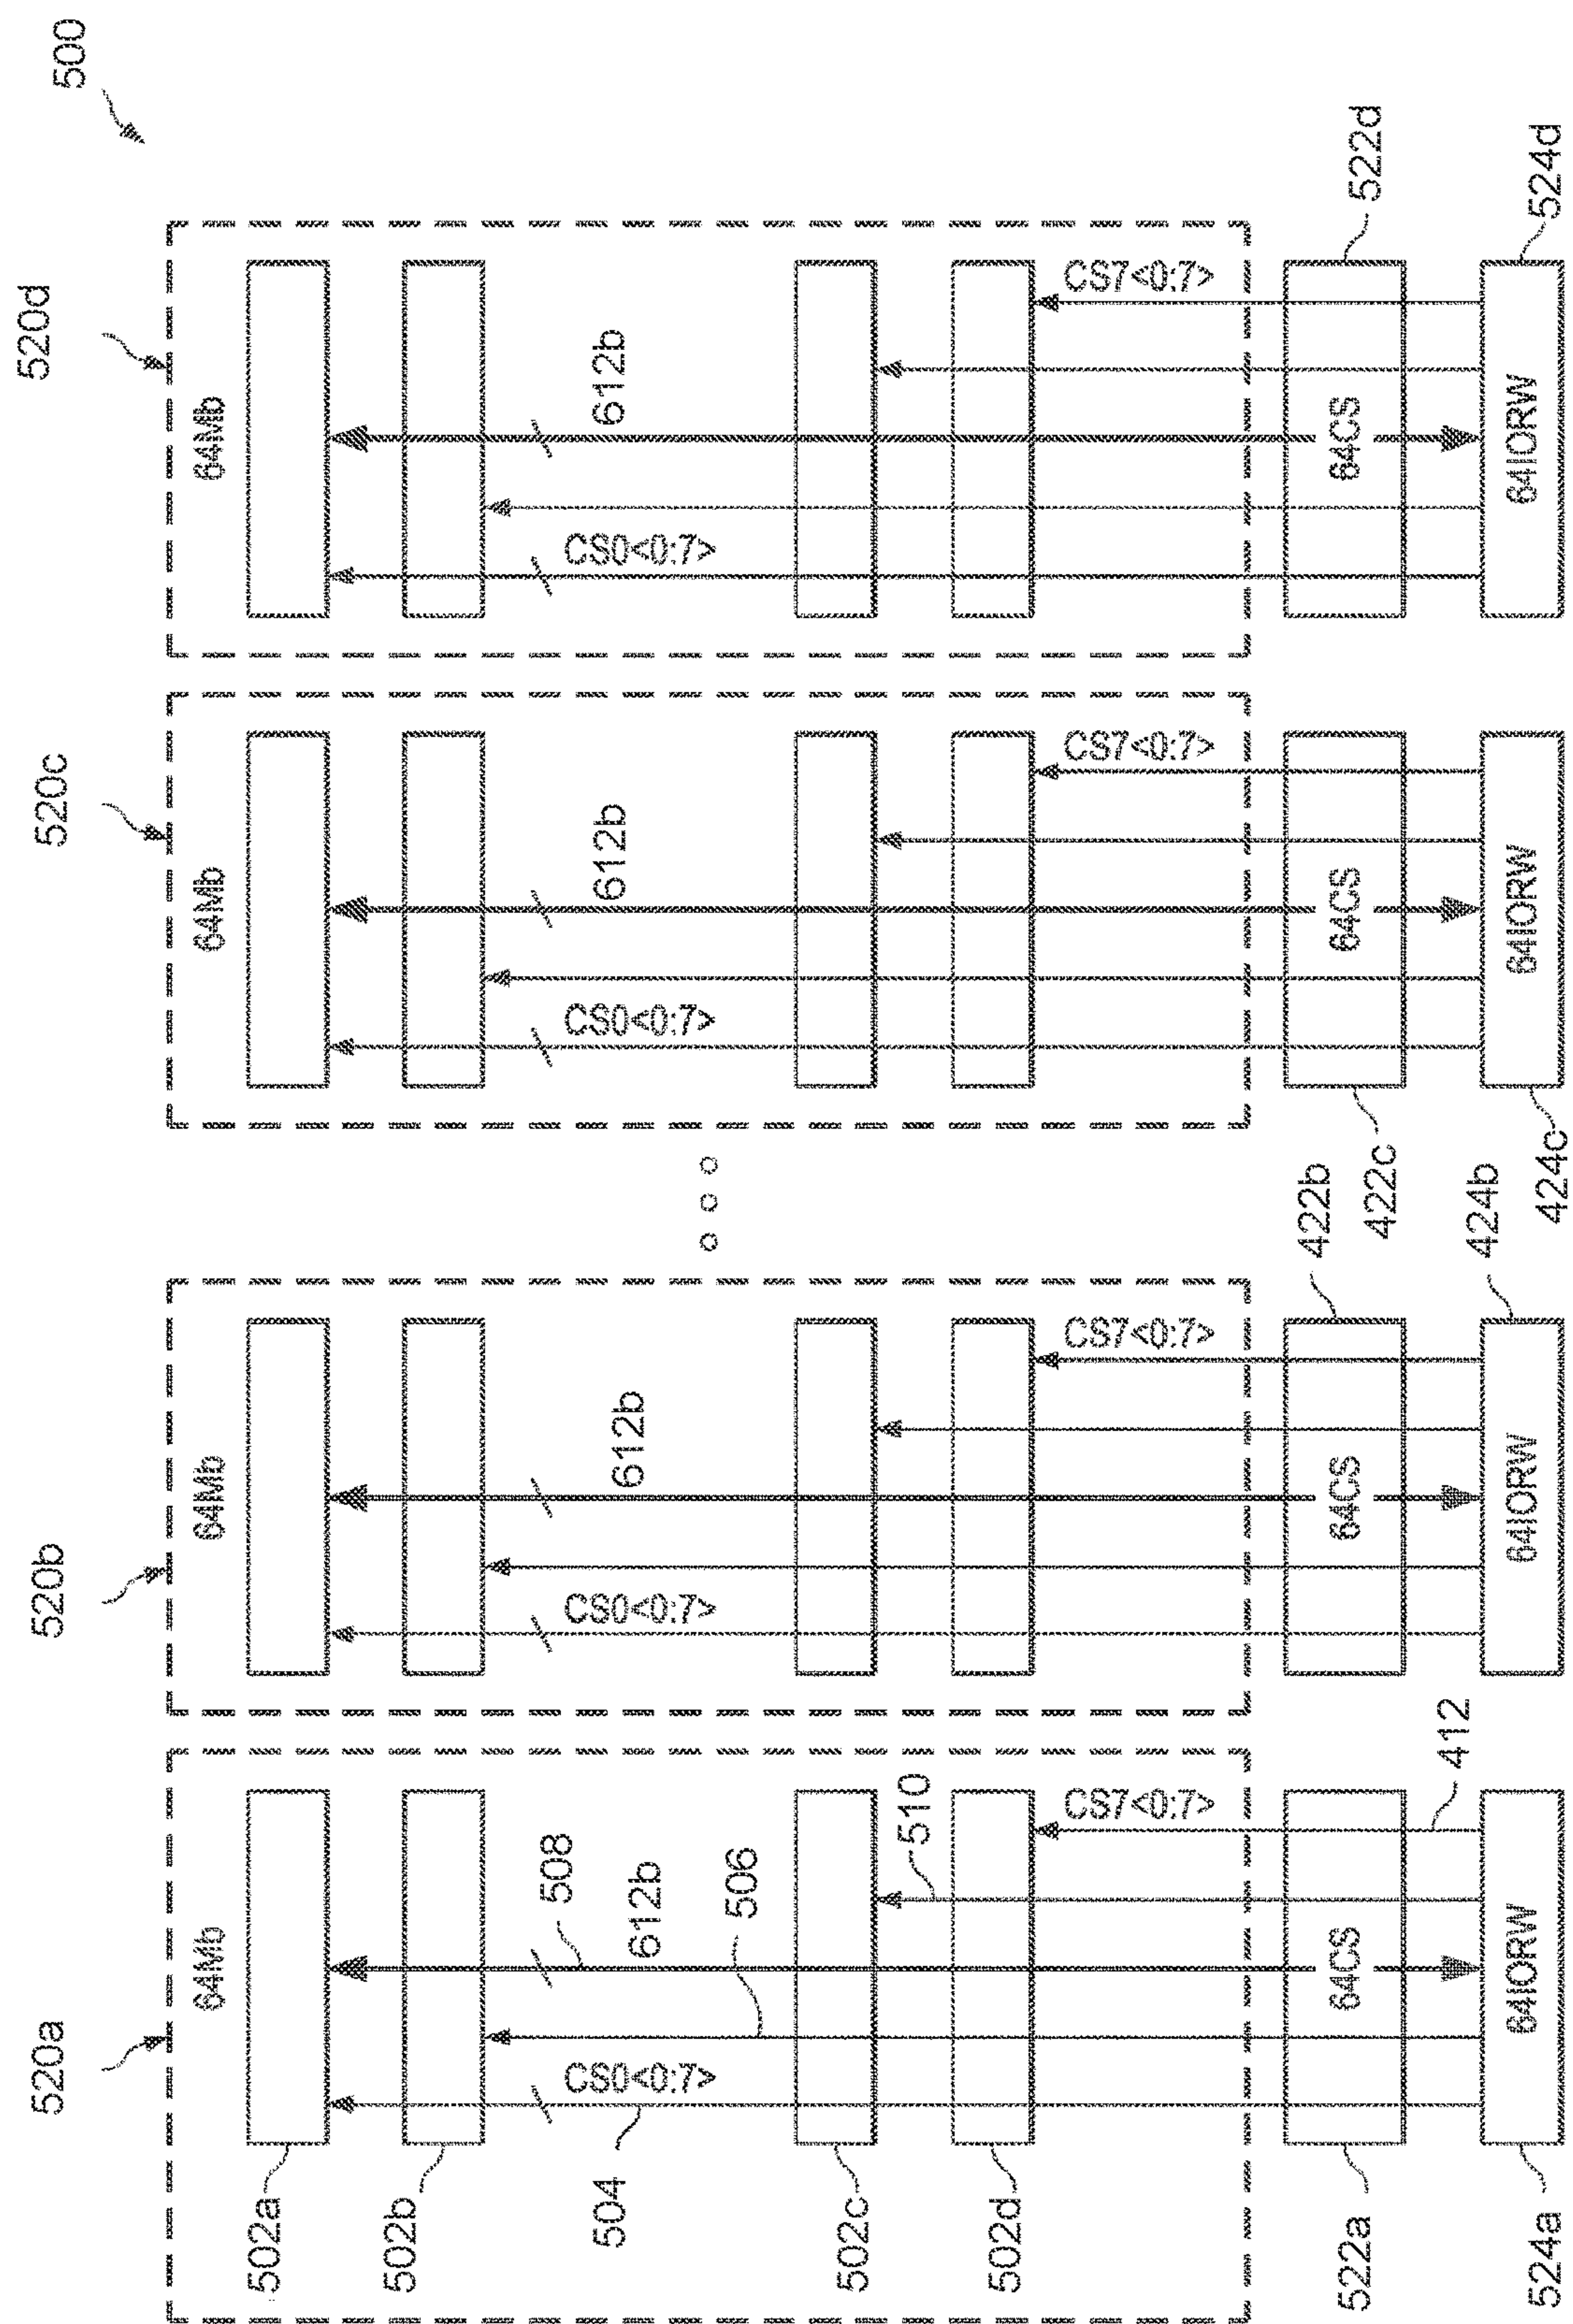 500
520a
520b
520c
520d
64Mb
64Mb
64Mb
64Mb
502a
502b
508
612b
612b
612b
612b
CS0<0:7>
CS0<0:7>
CS0<0:7>
CS0<0:7>
504
506
502c
510
502d
CS7<0:7>
CS7<0:7>
CS7<0:7>
CS7<0:7>
522a
64CS
64CS
422b
422c
64CS
64CS
522d
412
524a
64IORW
64IORW
424b
424c
64IORW
64IORW
524d